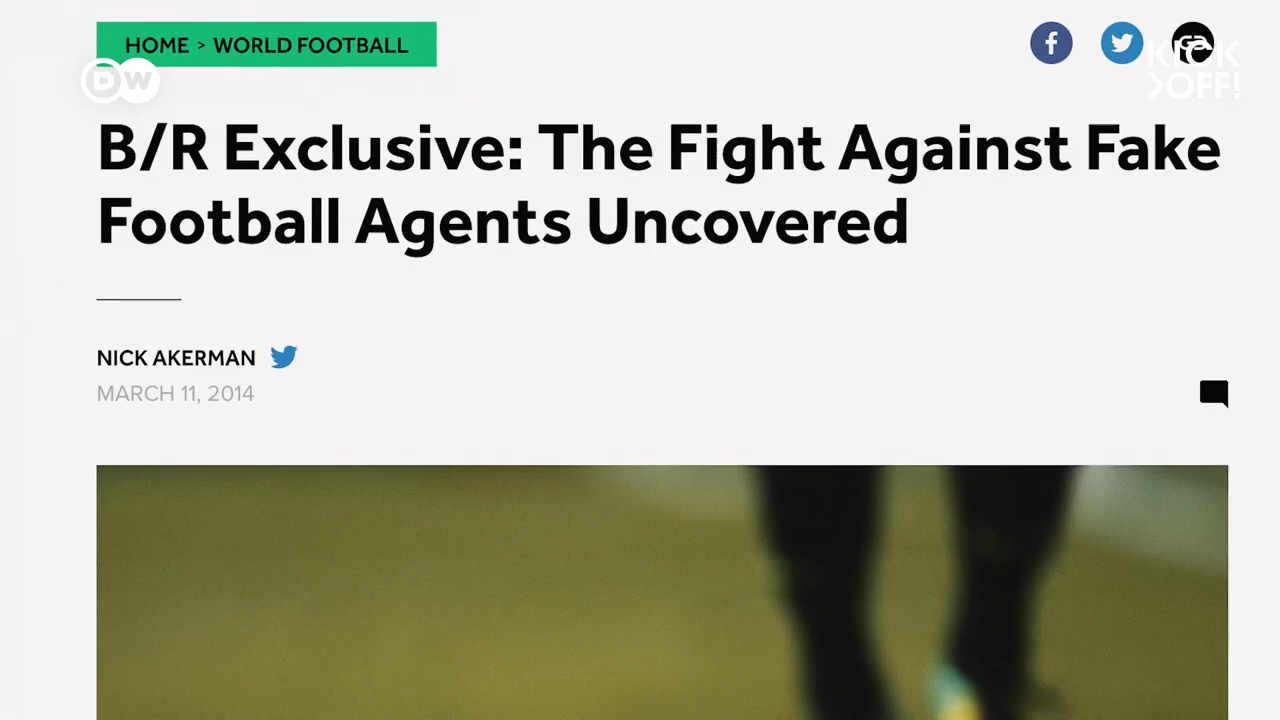 HOME > WORLD FOOTBALL
DW
KICK
>OFF!
B/R Exclusive: The Fight Against Fake
Football Agents Uncovered
NICK AKERMAN
MARCH 11, 2014